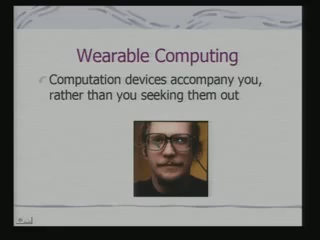 Wearable Computing
Computation devices accompany you,
rather than you seeking them out